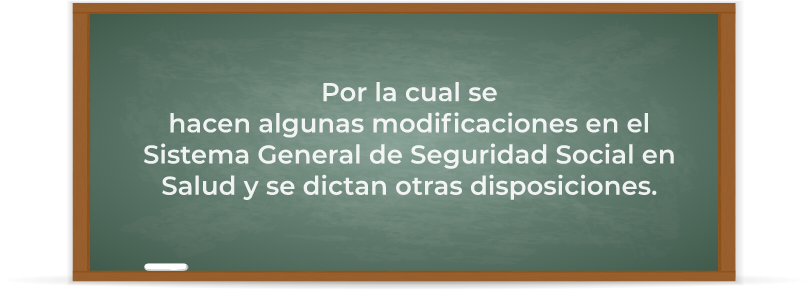 Por la cual se
hacen algunas modificaciones en el
Sistema General de Seguridad Social en
Salud y se dictan otras disposiciones.